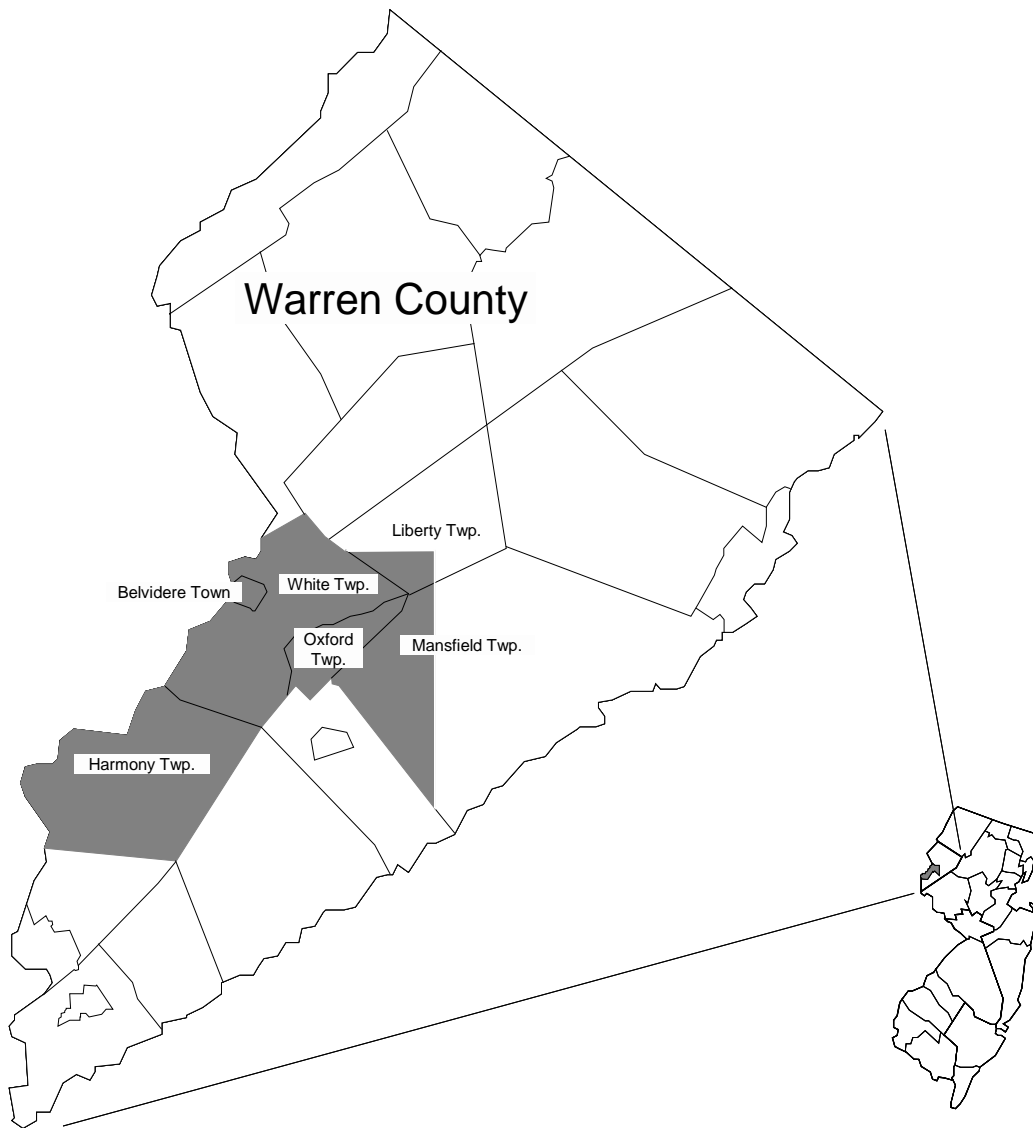 Warren County
Liberty Twp.
Belvidere Town
White Twp.
Oxford
Twp.
Mansfield Twp.
Harmony Twp.